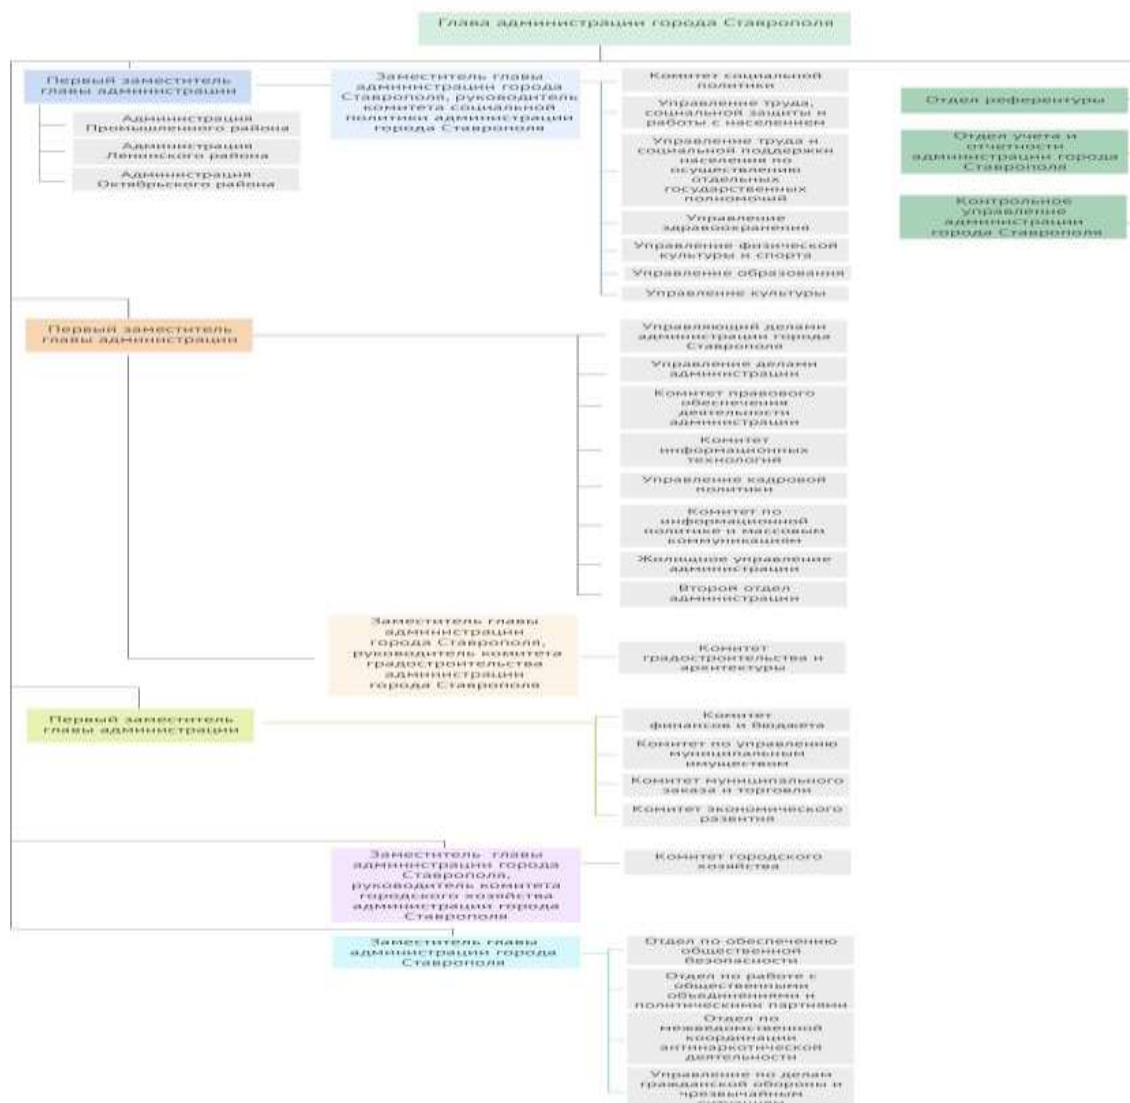 Глава администрации города Ставрополя
Первый заместитель
главы администрации
Администрация
Промышленного района
Администрация
Ленинского района
Администрация
Октябрьского района
Заместитель главы
администрации города
Ставрополя, руководитель
комитета социальной
политики администрации
города Ставрополя
Комитет социальной
политики
Управление труда,
социальной защиты и
работы с населением
Управление труда и
социальной поддержки
населения по
осуществлению
отдельных
государственных
полномочий
Управление
здравоохранения
Управление физической
культуры и спорта
Управление образования
Управление культуры
Отдел референтуры
Отдел учета и
отчетности
администрации города
Ставрополя
Контрольное
управление
администрации
города Ставрополя
Первый заместитель
главы администрации
Управляющий делами
администрации города
Ставрополя
Управление делами
администрации
Комитет правового
обеспечения
деятельности
администрации
Комитет
информационных
технологий
Управление кадровой
политики
Комитет по
информационной
политике и массовым
коммуникациям
Жилищное управление
администрации
Второй отдел
администрации
Заместитель главы
администрации
города Ставрополя,
руководитель комитета
градостроительства
администрации
города Ставрополя
Комитет
градостроительства и
архитектуры
Первый заместитель
главы администрации
Комитет
финансов и бюджета
Комитет по управлению
муниципальным
имуществом
Комитет муниципального
заказа и торговли
Комитет экономического
развития
Заместитель главы
администрации города
Ставрополя,
руководитель комитета
городского хозяйства
администрации города
Ставрополя
Комитет городского
хозяйства
Заместитель главы
администрации города
Ставрополя
Отдел по обеспечению
общественной
безопасности
Отдел по работе с
общественными
объединениями и
политическими партиями
Отдел по
межведомственной
координации
антинаркотической
деятельности
Управление по делам
гражданской обороны и
чрезвычайным
ситуациям